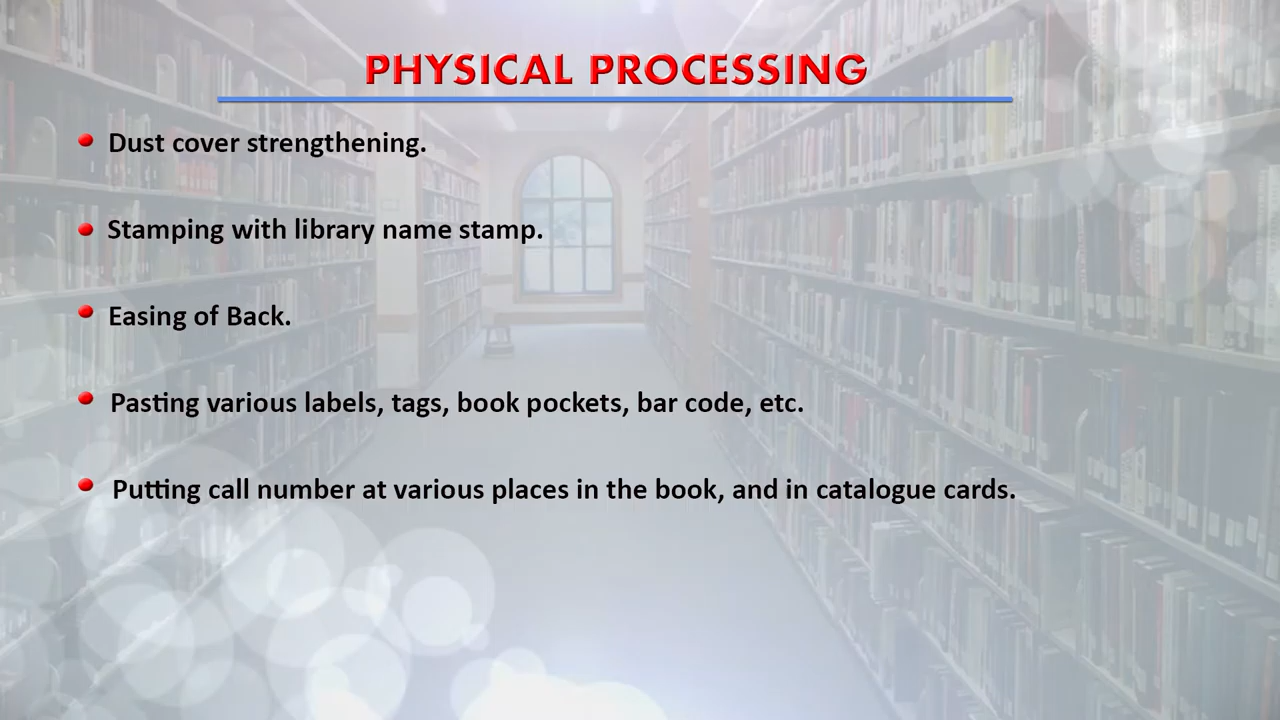 PHYSICAL PROCESSING
Dust cover strengthening.
Stamping with library name stamp.
Easing of Back.
Pasting various labels, tags, book pockets, bar code, etc.
Putting call number at various places in the book, and in catalogue cards.